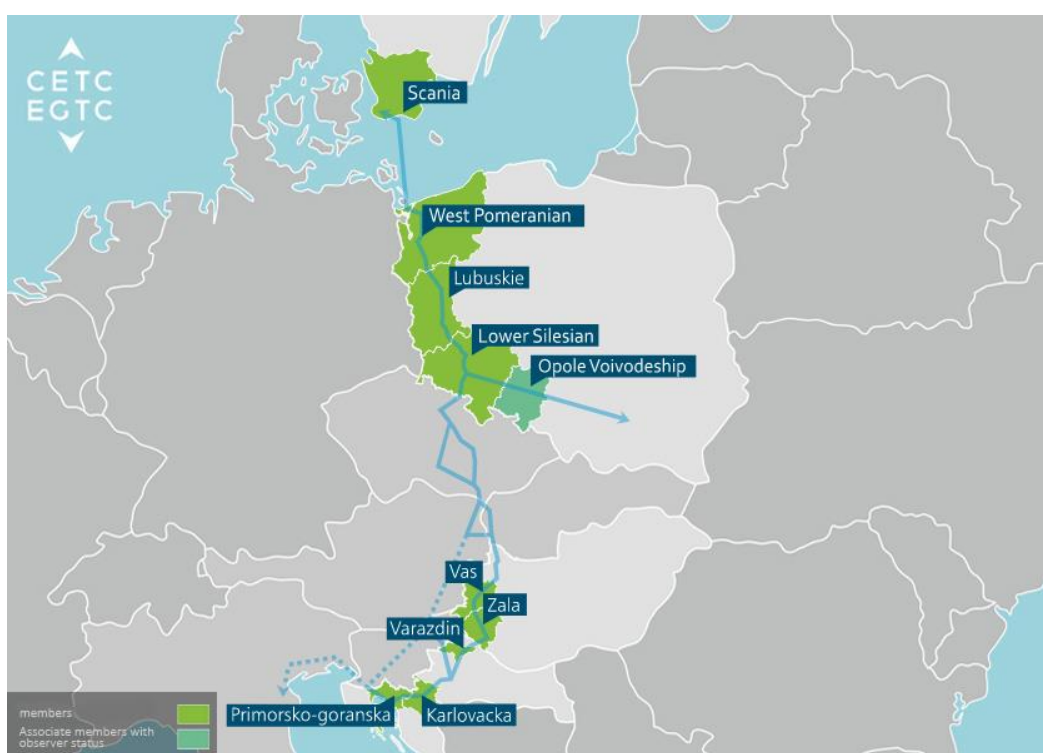 CETC
EGTC
Scania
West Pomeranian
Lubuskie
Lower Silesian
Opole Voivodeship
Vas
Zala
Varazdin
Primorsko-goranska
Karlovacka
members
Associate members with
observer status